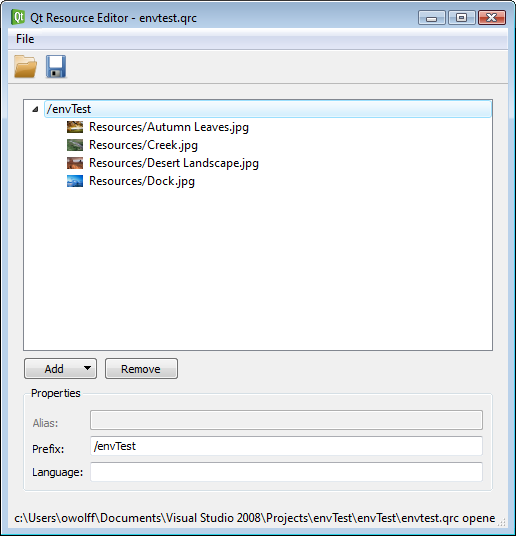 Qt Qt Resource Editor - envtest.qrc
File
/envTest
Resources/Autumn Leaves.jpg
Resources/Creek.jpg
Resources/Desert Landscape.jpg
Resources/Dock.jpg
Add Remove
Properties
Alias:
Prefix: /envTest
Language:
c:\Users\owolff\Documents\Visual Studio 2008\Projects\envTest\envTest\envtest.qrc opene